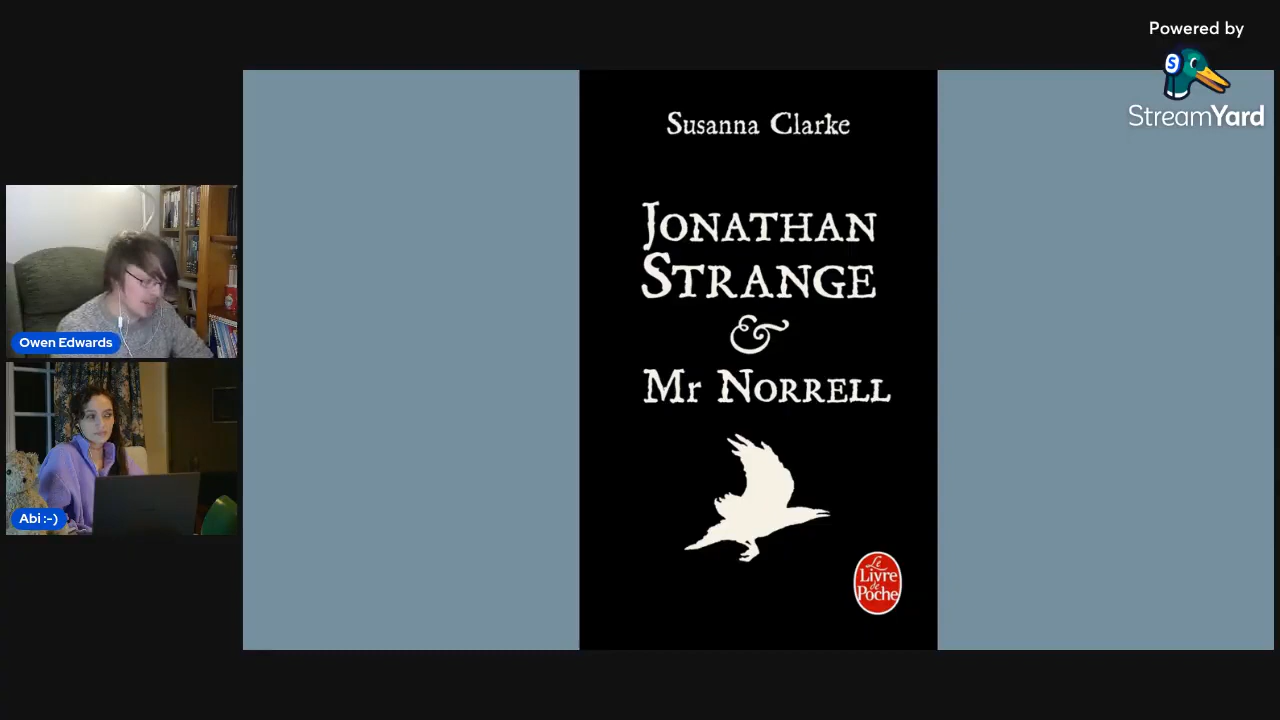 Powered by
StreamYard
Susanna Clarke
JONATHAN
STRANGE
&
Mr NORRELL
Le
Livre
de
Poche
Owen Edwards
Abi :-)